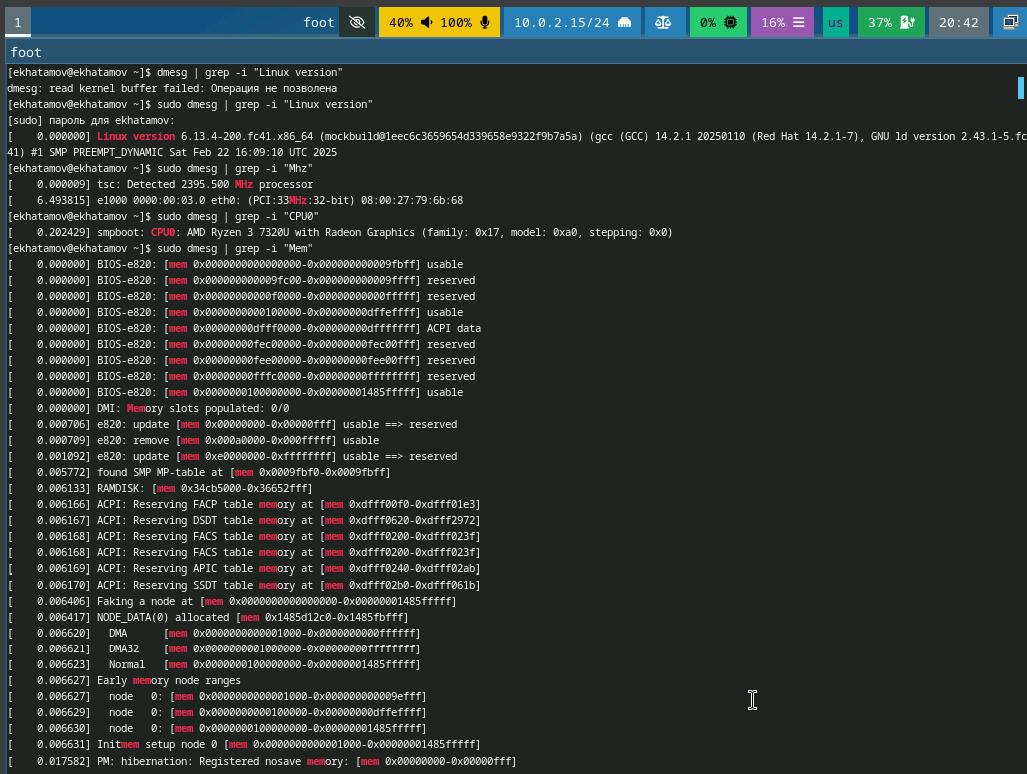 1 foot 40% 100% 10.0.2.15/24 0% 16% us 37% 20:42
foot
[ekhatamov@ekhatamov ~]$ dmesg | grep -i "Linux version"
dmesg: read kernel buffer failed: Операция не позволена
[ekhatamov@ekhatamov ~]$ sudo dmesg | grep -i "Linux version"
[sudo] пароль для ekhatamov:
[    0.000000] Linux version 6.13.4-200.fc41.x86_64 (mockbuild@1eec6c3659654d339658e9322f9b7a5a) (gcc (GCC) 14.2.1 20250110 (Red Hat 14.2.1-7), GNU ld version 2.43.1-5.fc
41) #1 SMP PREEMPT_DYNAMIC Sat Feb 22 16:09:10 UTC 2025
[ekhatamov@ekhatamov ~]$ sudo dmesg | grep -i "Mhz"
[    0.000009] tsc: Detected 2395.500 MHz processor
[    6.493815] e1000 0000:00:03.0 eth0: (PCI:33MHz:32-bit) 08:00:27:79:6b:68
[ekhatamov@ekhatamov ~]$ sudo dmesg | grep -i "CPU0"
[    0.202429] smpboot: CPU0: AMD Ryzen 3 7320U with Radeon Graphics (family: 0x17, model: 0xa0, stepping: 0x0)
[ekhatamov@ekhatamov ~]$ sudo dmesg | grep -i "Mem"
[    0.000000] BIOS-e820: [mem 0x0000000000000000-0x000000000009fbff] usable
[    0.000000] BIOS-e820: [mem 0x000000000009fc00-0x000000000009ffff] reserved
[    0.000000] BIOS-e820: [mem 0x00000000000f0000-0x00000000000fffff] reserved
[    0.000000] BIOS-e820: [mem 0x0000000000100000-0x00000000dffeffff] usable
[    0.000000] BIOS-e820: [mem 0x00000000dfff0000-0x00000000dfffffff] ACPI data
[    0.000000] BIOS-e820: [mem 0x00000000fec00000-0x00000000fec00fff] reserved
[    0.000000] BIOS-e820: [mem 0x00000000fee00000-0x00000000fee00fff] reserved
[    0.000000] BIOS-e820: [mem 0x00000000fffc0000-0x00000000ffffffff] reserved
[    0.000000] BIOS-e820: [mem 0x0000000100000000-0x00000001485fffff] usable
[    0.000000] DMI: Memory slots populated: 0/0
[    0.000706] e820: update [mem 0x00000000-0x00000fff] usable ==> reserved
[    0.000709] e820: remove [mem 0x000a0000-0x000fffff] usable
[    0.001092] e820: update [mem 0xe0000000-0xffffffff] usable ==> reserved
[    0.005772] found SMP MP-table at [mem 0x0009fbf0-0x0009fbff]
[    0.006133] RAMDISK: [mem 0x34cb5000-0x36652fff]
[    0.006166] ACPI: Reserving FACP table memory at [mem 0xdfff00f0-0xdfff01e3]
[    0.006167] ACPI: Reserving DSDT table memory at [mem 0xdfff0620-0xdfff2972]
[    0.006168] ACPI: Reserving FACS table memory at [mem 0xdfff0200-0xdfff023f]
[    0.006168] ACPI: Reserving FACS table memory at [mem 0xdfff0200-0xdfff023f]
[    0.006169] ACPI: Reserving APIC table memory at [mem 0xdfff0240-0xdfff02ab]
[    0.006170] ACPI: Reserving SSDT table memory at [mem 0xdfff02b0-0xdfff061b]
[    0.006406] Faking a node at [mem 0x0000000000000000-0x00000001485fffff]
[    0.006417] NODE_DATA(0) allocated [mem 0x1485d12c0-0x1485fbfff]
[    0.006620]   DMA      [mem 0x0000000000001000-0x0000000000ffffff]
[    0.006621]   DMA32    [mem 0x0000000001000000-0x00000000ffffffff]
[    0.006623]   Normal   [mem 0x0000000100000000-0x00000001485fffff]
[    0.006627] Early memory node ranges
[    0.006627]   node   0: [mem 0x0000000000001000-0x000000000009efff]
[    0.006629]   node   0: [mem 0x0000000000100000-0x00000000dffeffff]
[    0.006630]   node   0: [mem 0x0000000100000000-0x00000001485fffff]
[    0.006631] Initmem setup node 0 [mem 0x0000000000001000-0x00000001485fffff]
[    0.017582] PM: hibernation: Registered nosave memory: [mem 0x00000000-0x00000fff]